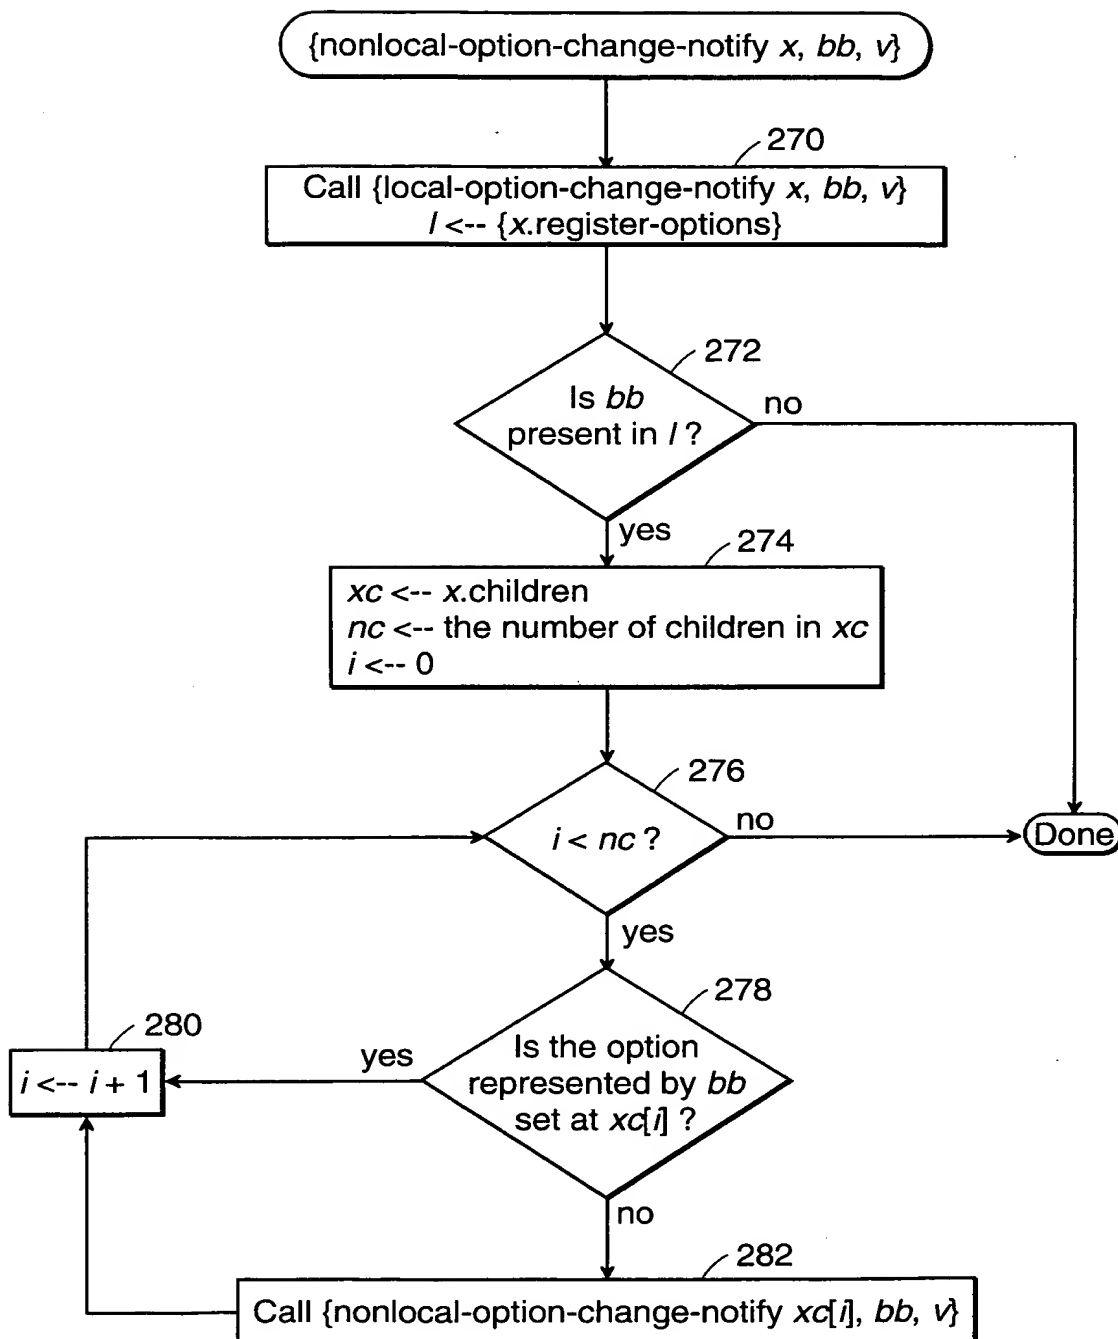 {nonlocal-option-change-notify x, bb, v}
270
Call {local-option-change-notify x, bb, v}
l <-- {x.register-options}
272
Is bb
present in l ?
no
yes
274
xc <-- x.children
nc <-- the number of children in xc
i <-- 0
276
i < nc ?
no
Done
yes
278
280
yes
Is the option
represented by bb
set at xc[i] ?
i <-- i + 1
no
282
Call {nonlocal-option-change-notify xc[i], bb, v}